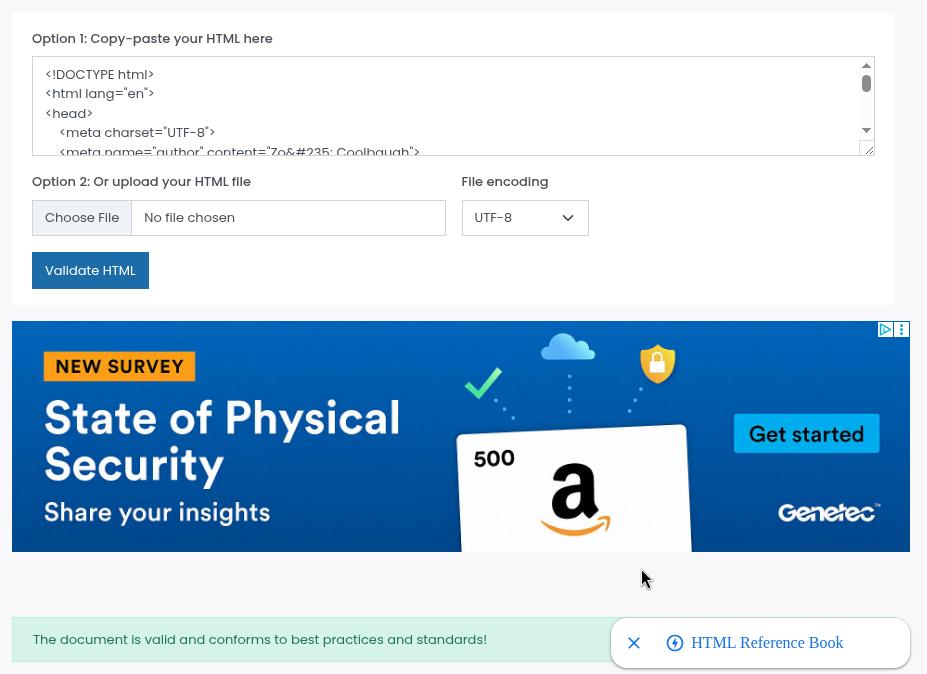 Option 1: Copy-paste your HTML here
<!DOCTYPE html>
<html lang="en">
<head>
<meta charset="UTF-8">
<meta name="author" content="Zo&#235; Coolbaugh">
Option 2: Or upload your HTML file
File encoding
Choose File
No file chosen
UTF-8
Validate HTML
NEW SURVEY
State of Physical
Security
Share your insights
500
a
Get started
Genetec™
The document is valid and conforms to best practices and standards!
HTML Reference Book